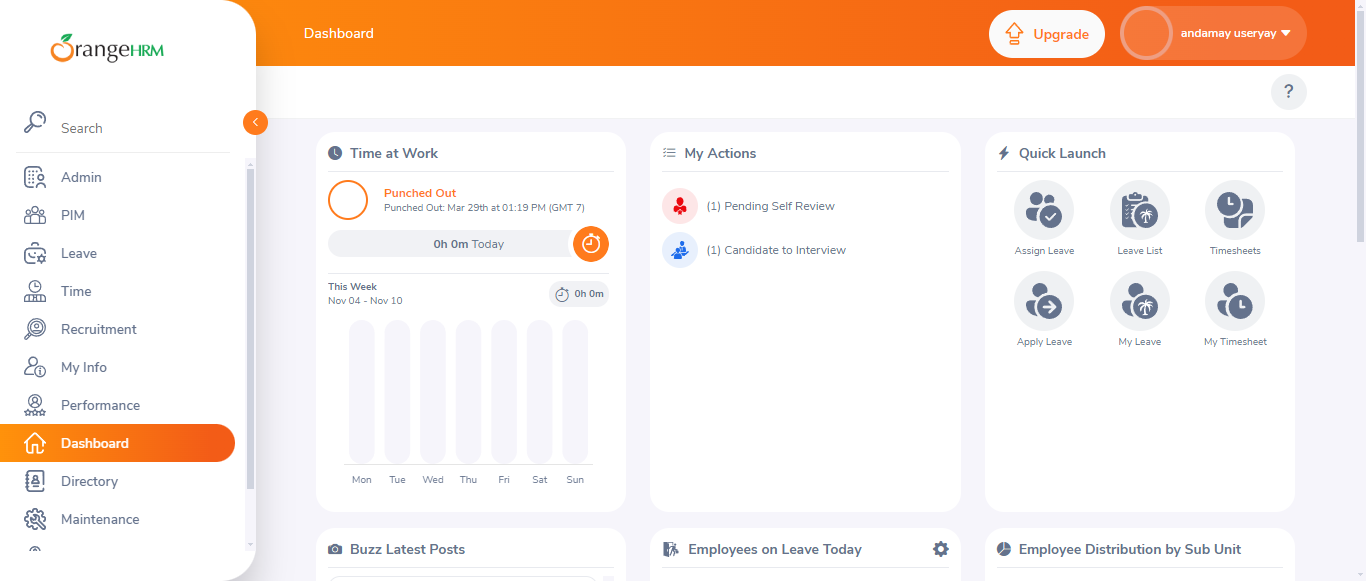 OrangeHRM
Dashboard
Upgrade
andamay useryay
?
Search
Admin
PIM
Leave
Time
Recruitment
My Info
Performance
Dashboard
Directory
Maintenance
Time at Work
Punched Out
Punched Out: Mar 29th at 01:19 PM (GMT 7)
0h 0m Today
This Week
Nov 04 - Nov 10
0h 0m
Mon Tue Wed Thu Fri Sat Sun
My Actions
(1) Pending Self Review
(1) Candidate to Interview
Quick Launch
Assign Leave Leave List Timesheets
Apply Leave My Leave My Timesheet
Buzz Latest Posts
Employees on Leave Today
Employee Distribution by Sub Unit